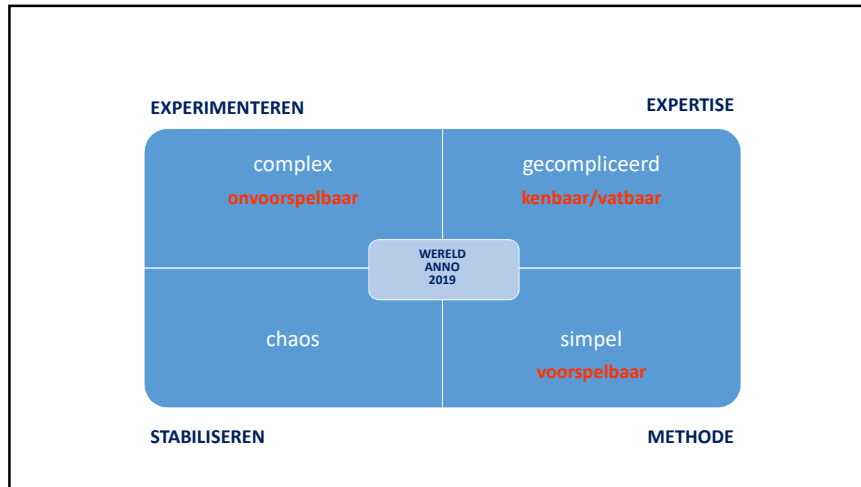 EXPERIMENTEREN
EXPERTISE
complex
onvoorspelbaar
gecompliceerd
kenbaar/vatbaar
WERELD
ANNO
2019
chaos
simpel
voorspelbaar
STABILISEREN
METHODE